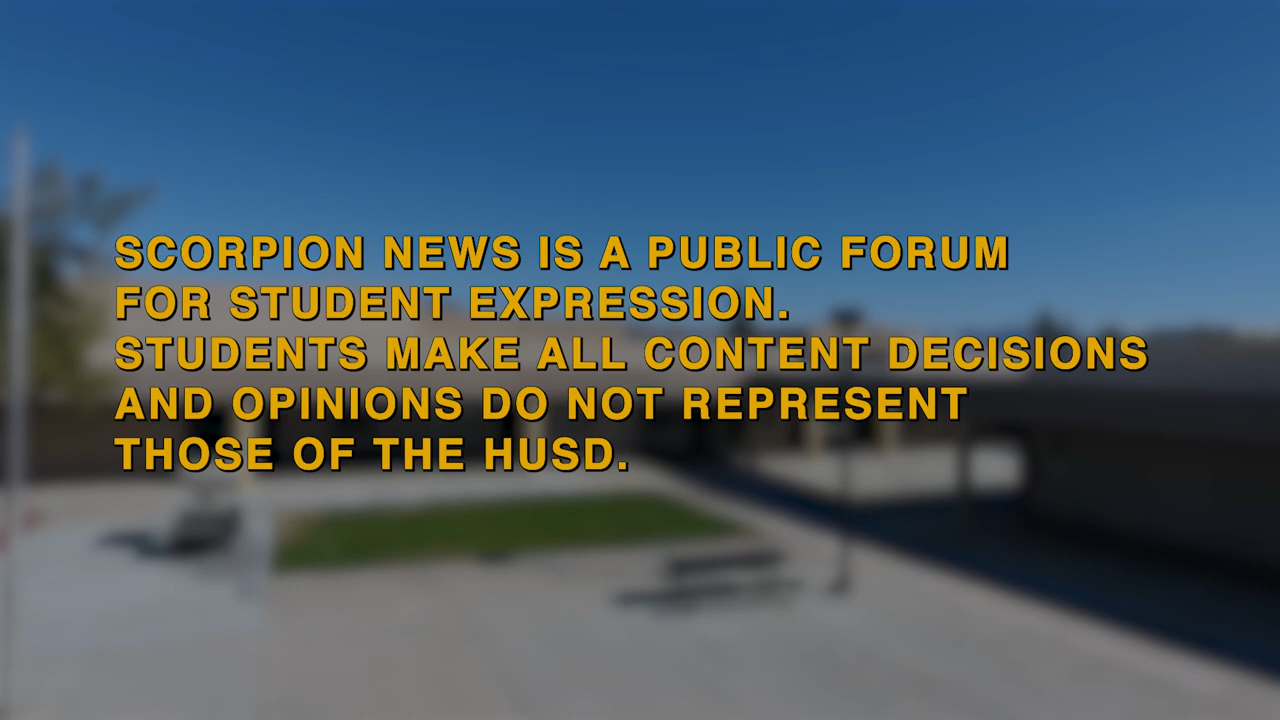 SCORPION NEWS IS A PUBLIC FORUM
FOR STUDENT EXPRESSION.
STUDENTS MAKE ALL CONTENT DECISIONS
AND OPINIONS DO NOT REPRESENT
THOSE OF THE HUSD.